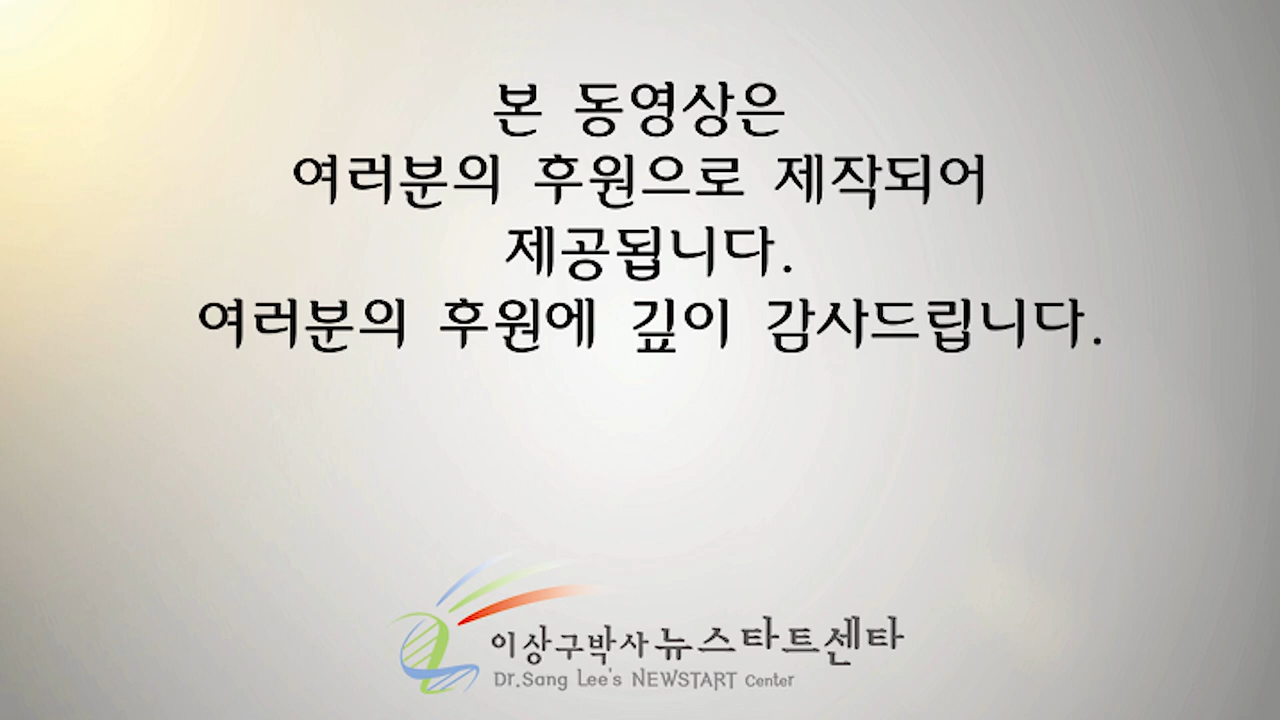 본 동영상은
여러분의 후원으로 제작되어
제공됩니다.
여러분의 후원에 깊이 감사드립니다.
이상구박사 뉴스타트센타
Dr.Sang Lee's NEWSTART Center